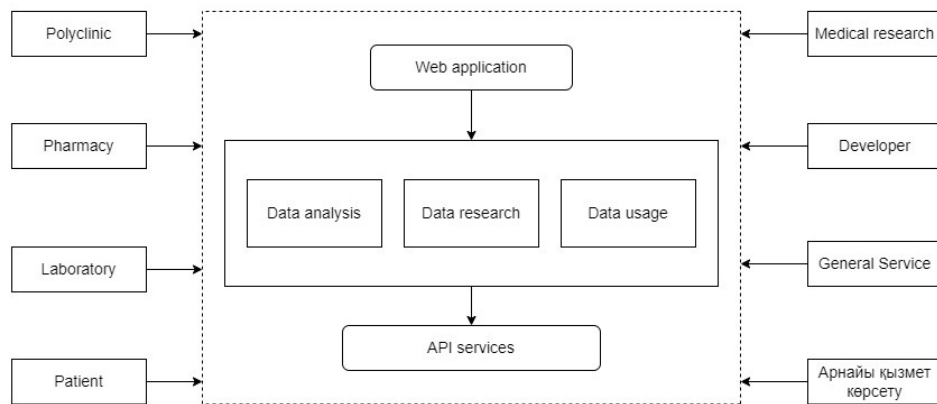 Polyclinic
Medical research
Web application
Pharmacy
Developer
Data analysis
Data research
Data usage
Laboratory
General Service
API services
Patient
Арнайы қызмет
көрсету